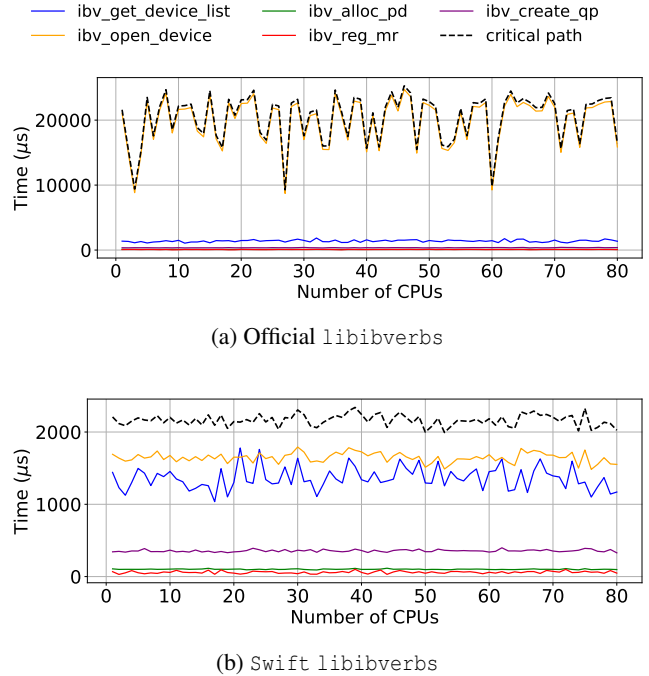 ibv_get_device_list ibv_alloc_pd ibv_create_qp
ibv_open_device ibv_reg_mr critical path
Time (µs)
20000
10000
0
0 10 20 30 40 50 60 70 80
Number of CPUs
(a) Official libibverbs
Time (µs)
2000
1000
0
0 10 20 30 40 50 60 70 80
Number of CPUs
(b) Swift libibverbs